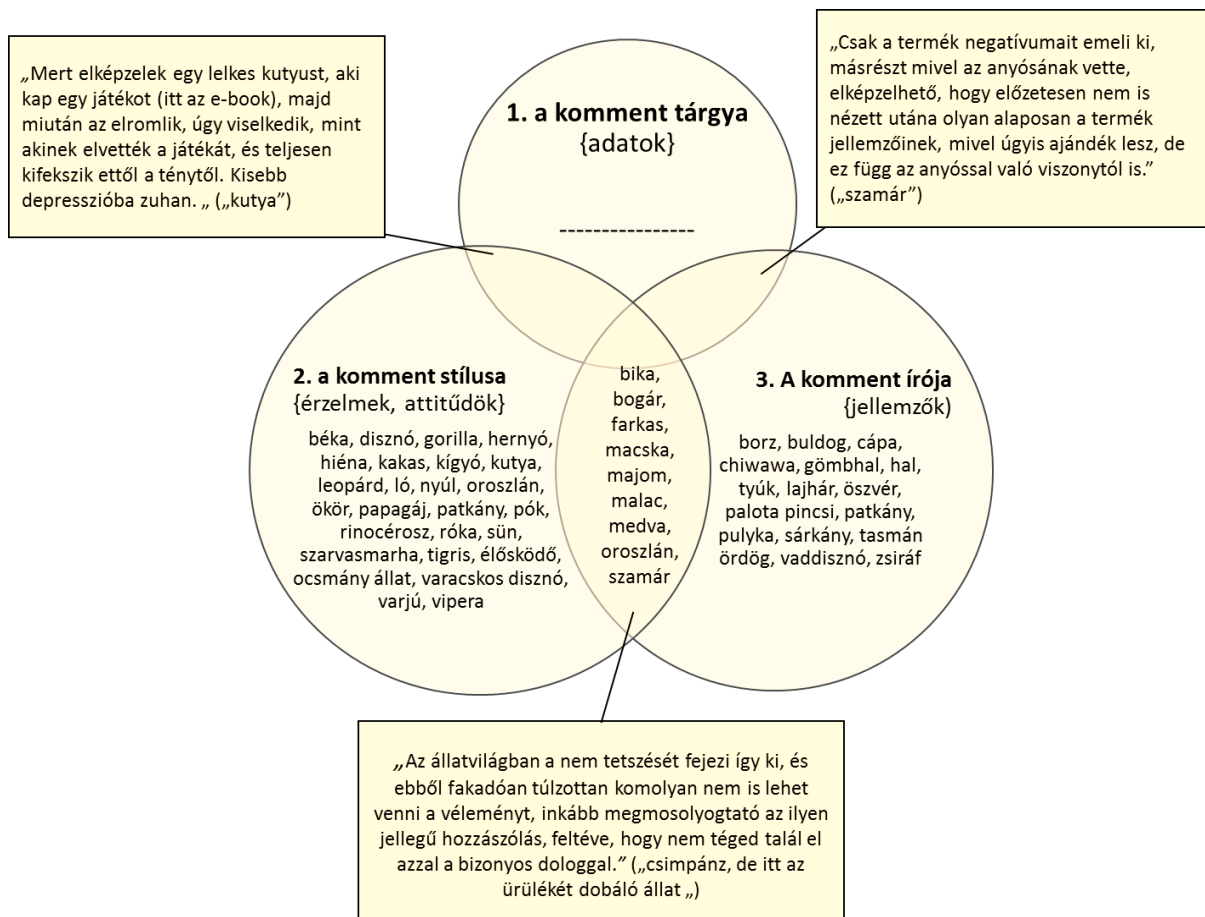 „Mert elképzelek egy lelkes kutyust, aki
kap egy játékot (itt az e-book), majd
miután az elromlik, úgy viselkedik, mint
akinek elvették a játékát, és teljesen
kifekszik ettől a ténytől. Kisebb
depresszióba zuhan. „ („kutya”)
„Csak a termék negatívumait emeli ki,
másrészt mivel az anyósának vette,
elképzelhető, hogy előzetesen nem is
nézett utána olyan alaposan a termék
jellemzőinek, mivel úgyis ajándék lesz, de
ez függ az anyóssal való viszonytól is.”
(„szamár”)
1. a komment tárgya
{adatok}
----------------
2. a komment stílusa
{érzelmek, attitűdök}
béka, disznó, gorilla, hernyó,
hiéna, kakas, kígyó, kutya,
leopárd, ló, nyúl, oroszlán,
ökör, papagáj, patkány, pók,
rinocérosz, róka, sün,
szarvasmarha, tigris, élősködő,
ocsmány állat, varacskos disznó,
varjú, vipera
bika,
bogár,
farkas,
macska,
majom,
malac,
medva,
oroszlán,
szamár
3. A komment írója
{jellemzők)
borz, buldog, cápa,
chiwawa, gömbhal, hal,
tyúk, lajhár, öszvér,
palota pincsi, patkány,
pulyka, sárkány, tasmán
ördög, vaddisznó, zsiráf
„Az állatvilágban a nem tetszését fejezi így ki, és
ebből fakadóan túlzottan komolyan nem is lehet
venni a véleményt, inkább megmosolyogtató az ilyen
jellegű hozzászólás, feltéve, hogy nem téged talál el
azzal a bizonyos dologgal.” („csimpánz, de itt az
ürülékét dobáló állat „)